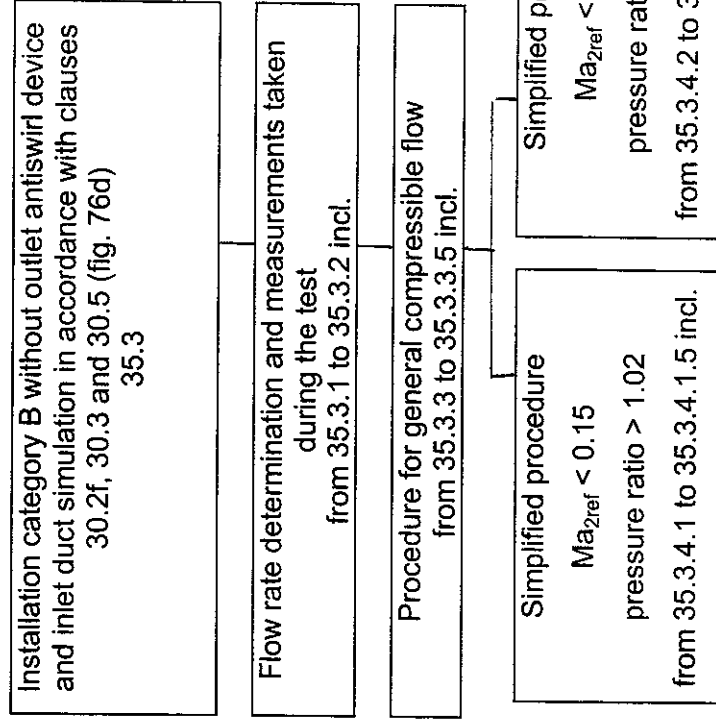 Installation category B without outlet antiswirl device
and inlet duct simulation in accordance with clauses
30.2f, 30.3 and 30.5 (fig. 76d)
35.3
Flow rate determination and measurements taken
during the test
from 35.3.1 to 35.3.2 incl.
Procedure for general compressible flow
from 35.3.3 to 35.3.3.5 incl.
Simplified procedure
Ma2ref < 0.15
pressure ratio > 1.02
from 35.3.4.1 to 35.3.4.1.5 incl.
Simplified
Ma2ref <
pressure
from 35.3.4.2 to